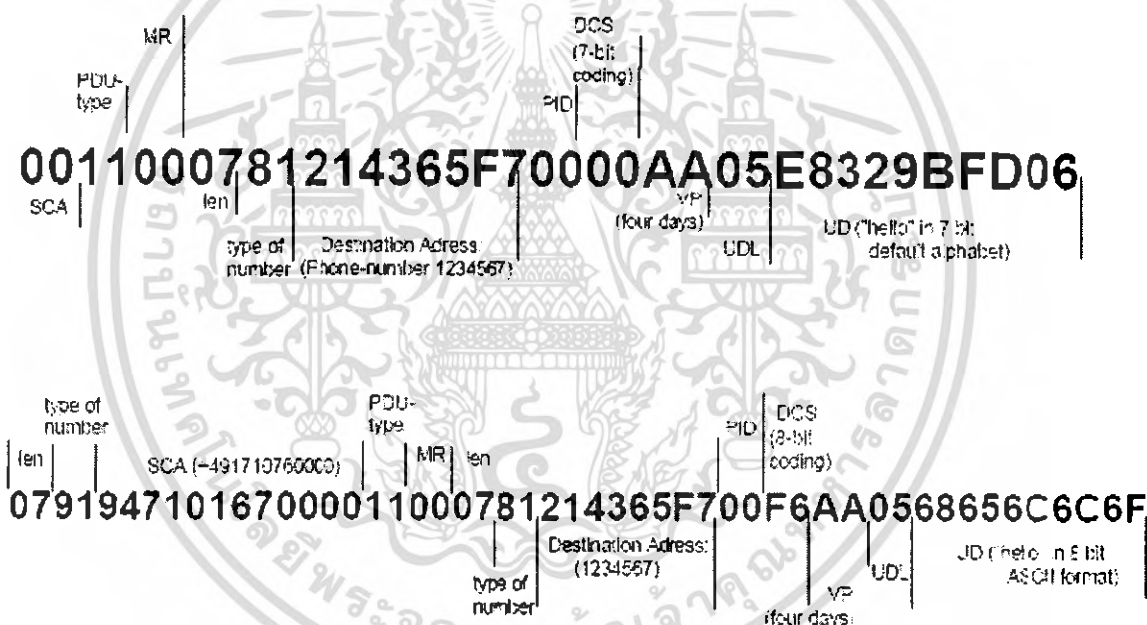 MR
DCS
(7-bit
coding)
PDU-
type
PID
0011000781214365F70000AA05E8329BFD06
SCA
len
VP
(four days)
type of
number
Destination Adress:
(Phone-number 1234567)
UDL
UD ("hello" in 7 bit
default alphabet)
type of
number
PDU-
type
DCS
(8-bit
coding)
PID
len
SCA (+491710760000)
MR
len
07919471016700001100078121​4365F700F6AA0568656C6C6F
Destination Adress:
(1234567)
type of
number
VP
(four days)
UDL
UD ("hello" in 8 bit
ASCII format)